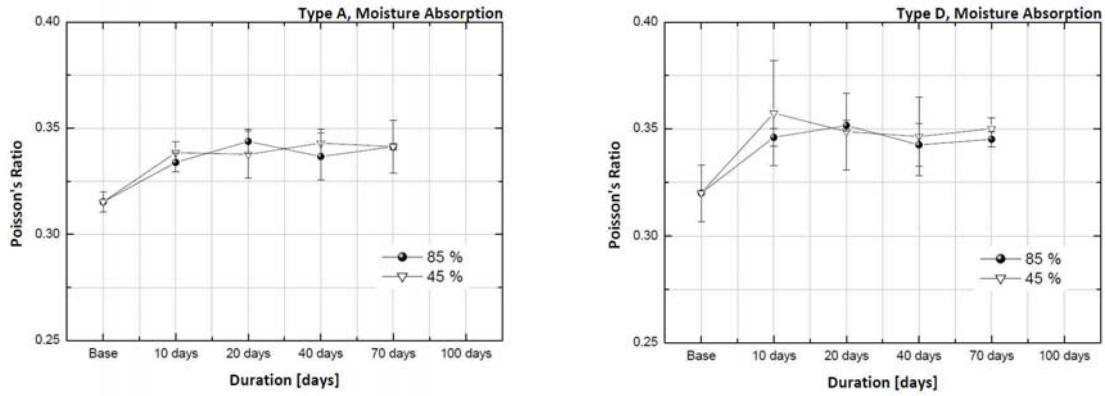 Type A, Moisture Absorption
0.40
0.35
0.30
0.25
Poisson's Ratio
85 %
45 %
Base 10 days 20 days 40 days 70 days 100 days
Duration [days]
Type D, Moisture Absorption
0.40
0.35
0.30
0.25
Poisson's Ratio
85 %
45 %
Base 10 days 20 days 40 days 70 days 100 days
Duration [days]